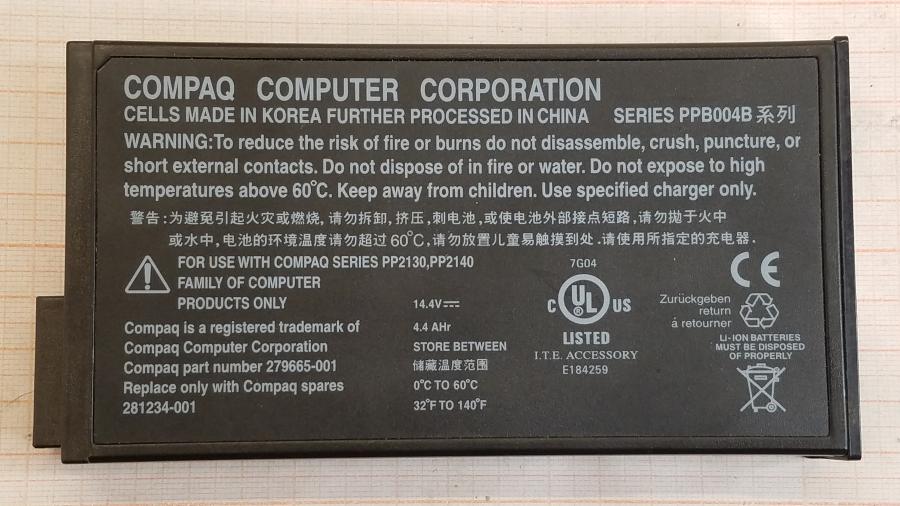 COMPAQ COMPUTER CORPORATION
CELLS MADE IN KOREA FURTHER PROCESSED IN CHINA SERIES PPB004B 系列
WARNING:To reduce the risk of fire or burns do not disassemble, crush, puncture, or
short external contacts. Do not dispose of in fire or water. Do not expose to high
temperatures above 60°C. Keep away from children. Use specified charger only.
警告:为避免引起火灾或燃烧,请勿拆卸,挤压,刺电池,或使电池外部接点短路,请勿拋于火中
或水中,电池的环境温度请勿超过60°C,请勿放置儿童易触摸到处.请使用所指定的充电器.
FOR USE WITH COMPAQ SERIES PP2130,PP2140
FAMILY OF COMPUTER
PRODUCTS ONLY
Compaq is a registered trademark of
Compaq Computer Corporation
Compaq part number 279665-001
Replace only with Compaq spares
281234-001
14.4V
4.4 AHr
STORE BETWEEN
储藏温度范围
0°C TO 60°C
32°F TO 140°F
7G04
C UL US
LISTED
I.T.E. ACCESSORY
E184259
CE
Zurückgeben
return
á retourner
LI-ION BATTERIES
MUST BE DISPOSED
OF PROPERLY